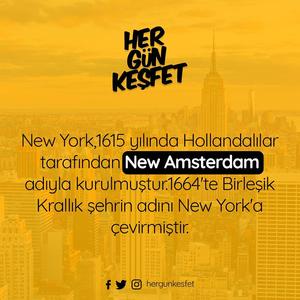 HER
GÜN
KEŞFET
New York,1615 yılında Hollandalılar
tarafından New Amsterdam
adıyla kurulmuştur.1664'te Birleşik
Krallık şehrin adını New York'a
çevirmiştir.
hergunkesfet